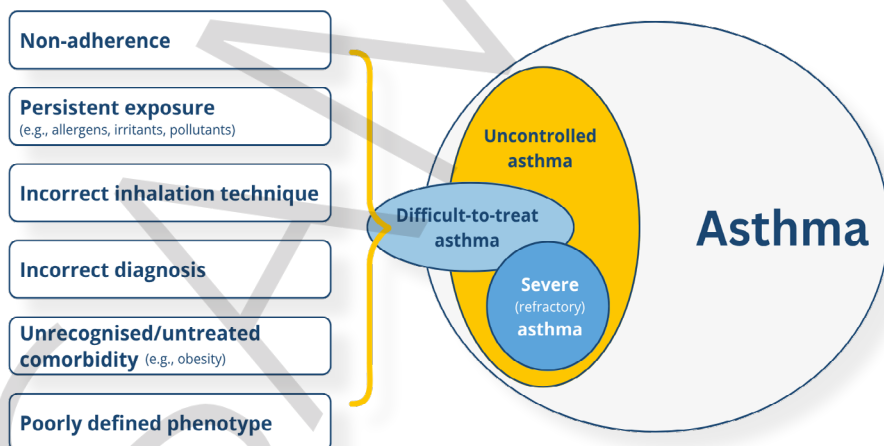 Non-adherence
Persistent exposure
(e.g., allergens, irritants, pollutants)
Incorrect inhalation technique
Incorrect diagnosis
Unrecognised/untreated
comorbidity (e.g., obesity)
Poorly defined phenotype
Uncontrolled
asthma
Difficult-to-treat
asthma
Severe
(refractory)
asthma
Asthma